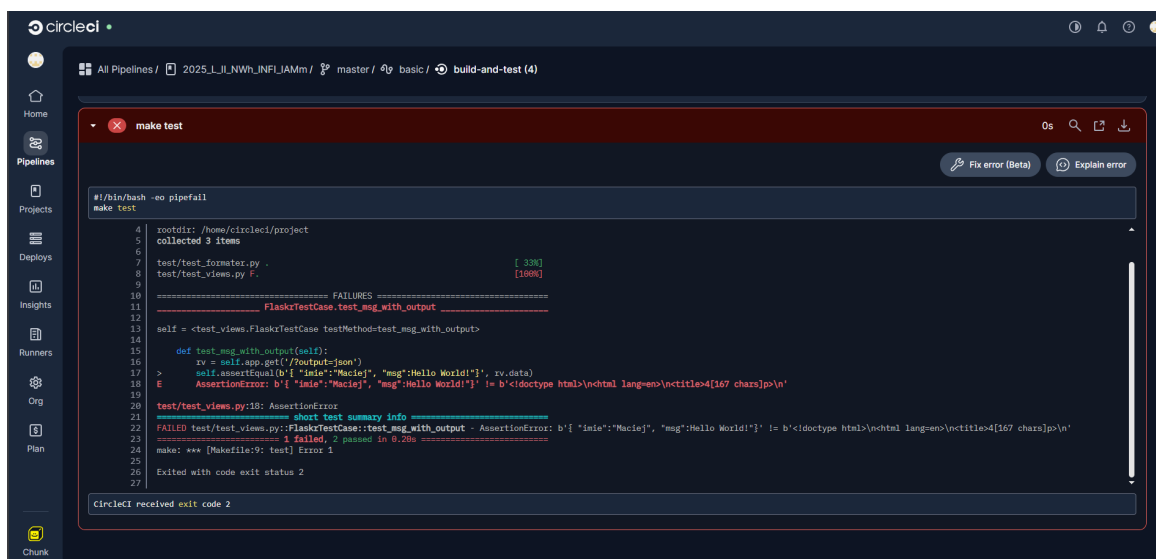 circleci
All Pipelines / 2025_L_II_NWh_INFI_IAMm / master / basic / build-and-test (4)
Home
Pipelines
Projects
Deploys
Insights
Runners
Org
Plan
Chunk
make test
0s
Fix error (Beta)
Explain error
#!/bin/bash -eo pipefail
make test
4 rootdir: /home/circleci/project
5 collected 3 items
6
7 test/test_formater.py . [ 33%]
8 test/test_views.py F. [100%]
9
10 =================================== FAILURES ===================================
11 ______________________ FlaskrTestCase.test_msg_with_output ______________________
12
13 self = <test_views.FlaskrTestCase testMethod=test_msg_with_output>
14
15 def test_msg_with_output(self):
16 rv = self.app.get('/?output=json')
17 > self.assertEqual(b'{ "imie":"Maciej", "msg":Hello World!"}', rv.data)
18 E AssertionError: b'{ "imie":"Maciej", "msg":Hello World!"}' != b'<!doctype html>\n<html lang=en>\n<title>4[167 chars]p>\n'
19
20 test/test_views.py:18: AssertionError
21 =========================== short test summary info ============================
22 FAILED test/test_views.py::FlaskrTestCase::test_msg_with_output - AssertionError: b'{ "imie":"Maciej", "msg":Hello World!"}' != b'<!doctype html>\n<html lang=en>\n<title>4[167 chars]p>\n'
23 ========================= 1 failed, 2 passed in 0.20s ==========================
24 make: *** [Makefile:9: test] Error 1
25
26 Exited with code exit status 2
27
CircleCI received exit code 2